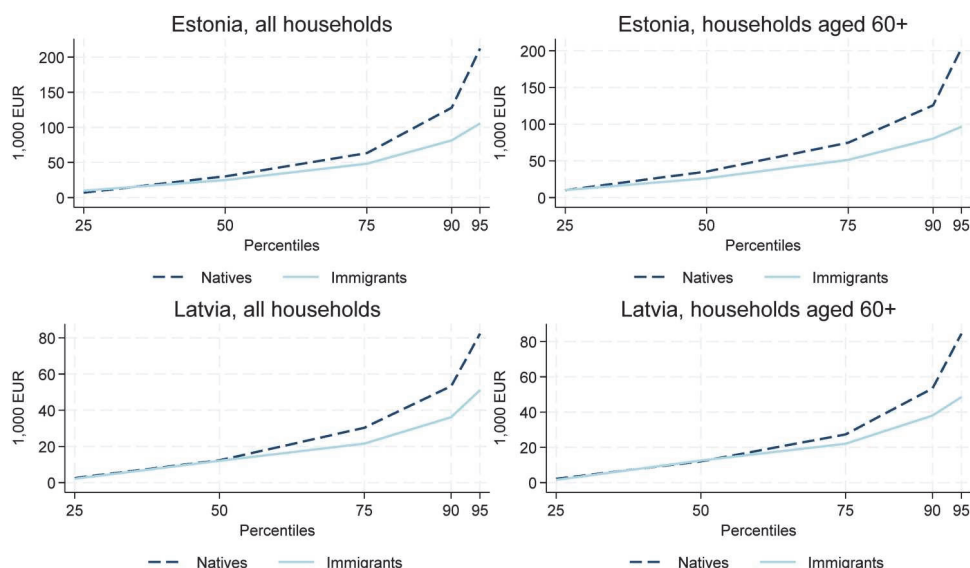 Estonia, all households
1,000 EUR
200
150
100
50
0
25 50 75 90 95
Percentiles
Natives Immigrants
Estonia, households aged 60+
1,000 EUR
200
150
100
50
0
25 50 75 90 95
Percentiles
Natives Immigrants
Latvia, all households
1,000 EUR
80
60
40
20
0
25 50 75 90 95
Percentiles
Natives Immigrants
Latvia, households aged 60+
1,000 EUR
80
60
40
20
0
25 50 75 90 95
Percentiles
Natives Immigrants